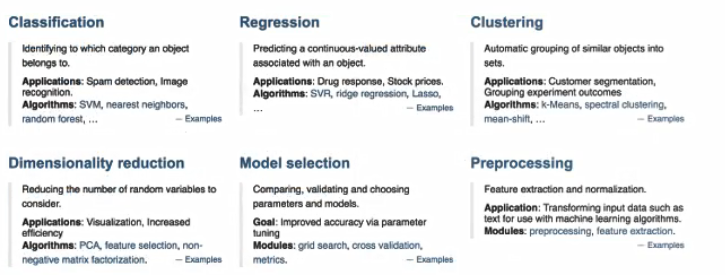 Classification
Identifying to which category an object
belongs to.
Applications: Spam detection, Image
recognition.
Algorithms: SVM, nearest neighbors,
random forest, ...
— Examples
Regression
Predicting a continuous-valued attribute
associated with an object.
Applications: Drug response, Stock prices.
Algorithms: SVR, ridge regression, Lasso,
...
— Examples
Clustering
Automatic grouping of similar objects into
sets.
Applications: Customer segmentation,
Grouping experiment outcomes
Algorithms: k-Means, spectral clustering,
mean-shift, ...
— Examples
Dimensionality reduction
Reducing the number of random variables to
consider.
Applications: Visualization, Increased
efficiency
Algorithms: PCA, feature selection, non-
negative matrix factorization.
— Examples
Model selection
Comparing, validating and choosing
parameters and models.
Goal: Improved accuracy via parameter
tuning
Modules: grid search, cross validation,
metrics.
— Examples
Preprocessing
Feature extraction and normalization.
Application: Transforming input data such as
text for use with machine learning algorithms.
Modules: preprocessing, feature extraction.
— Examples